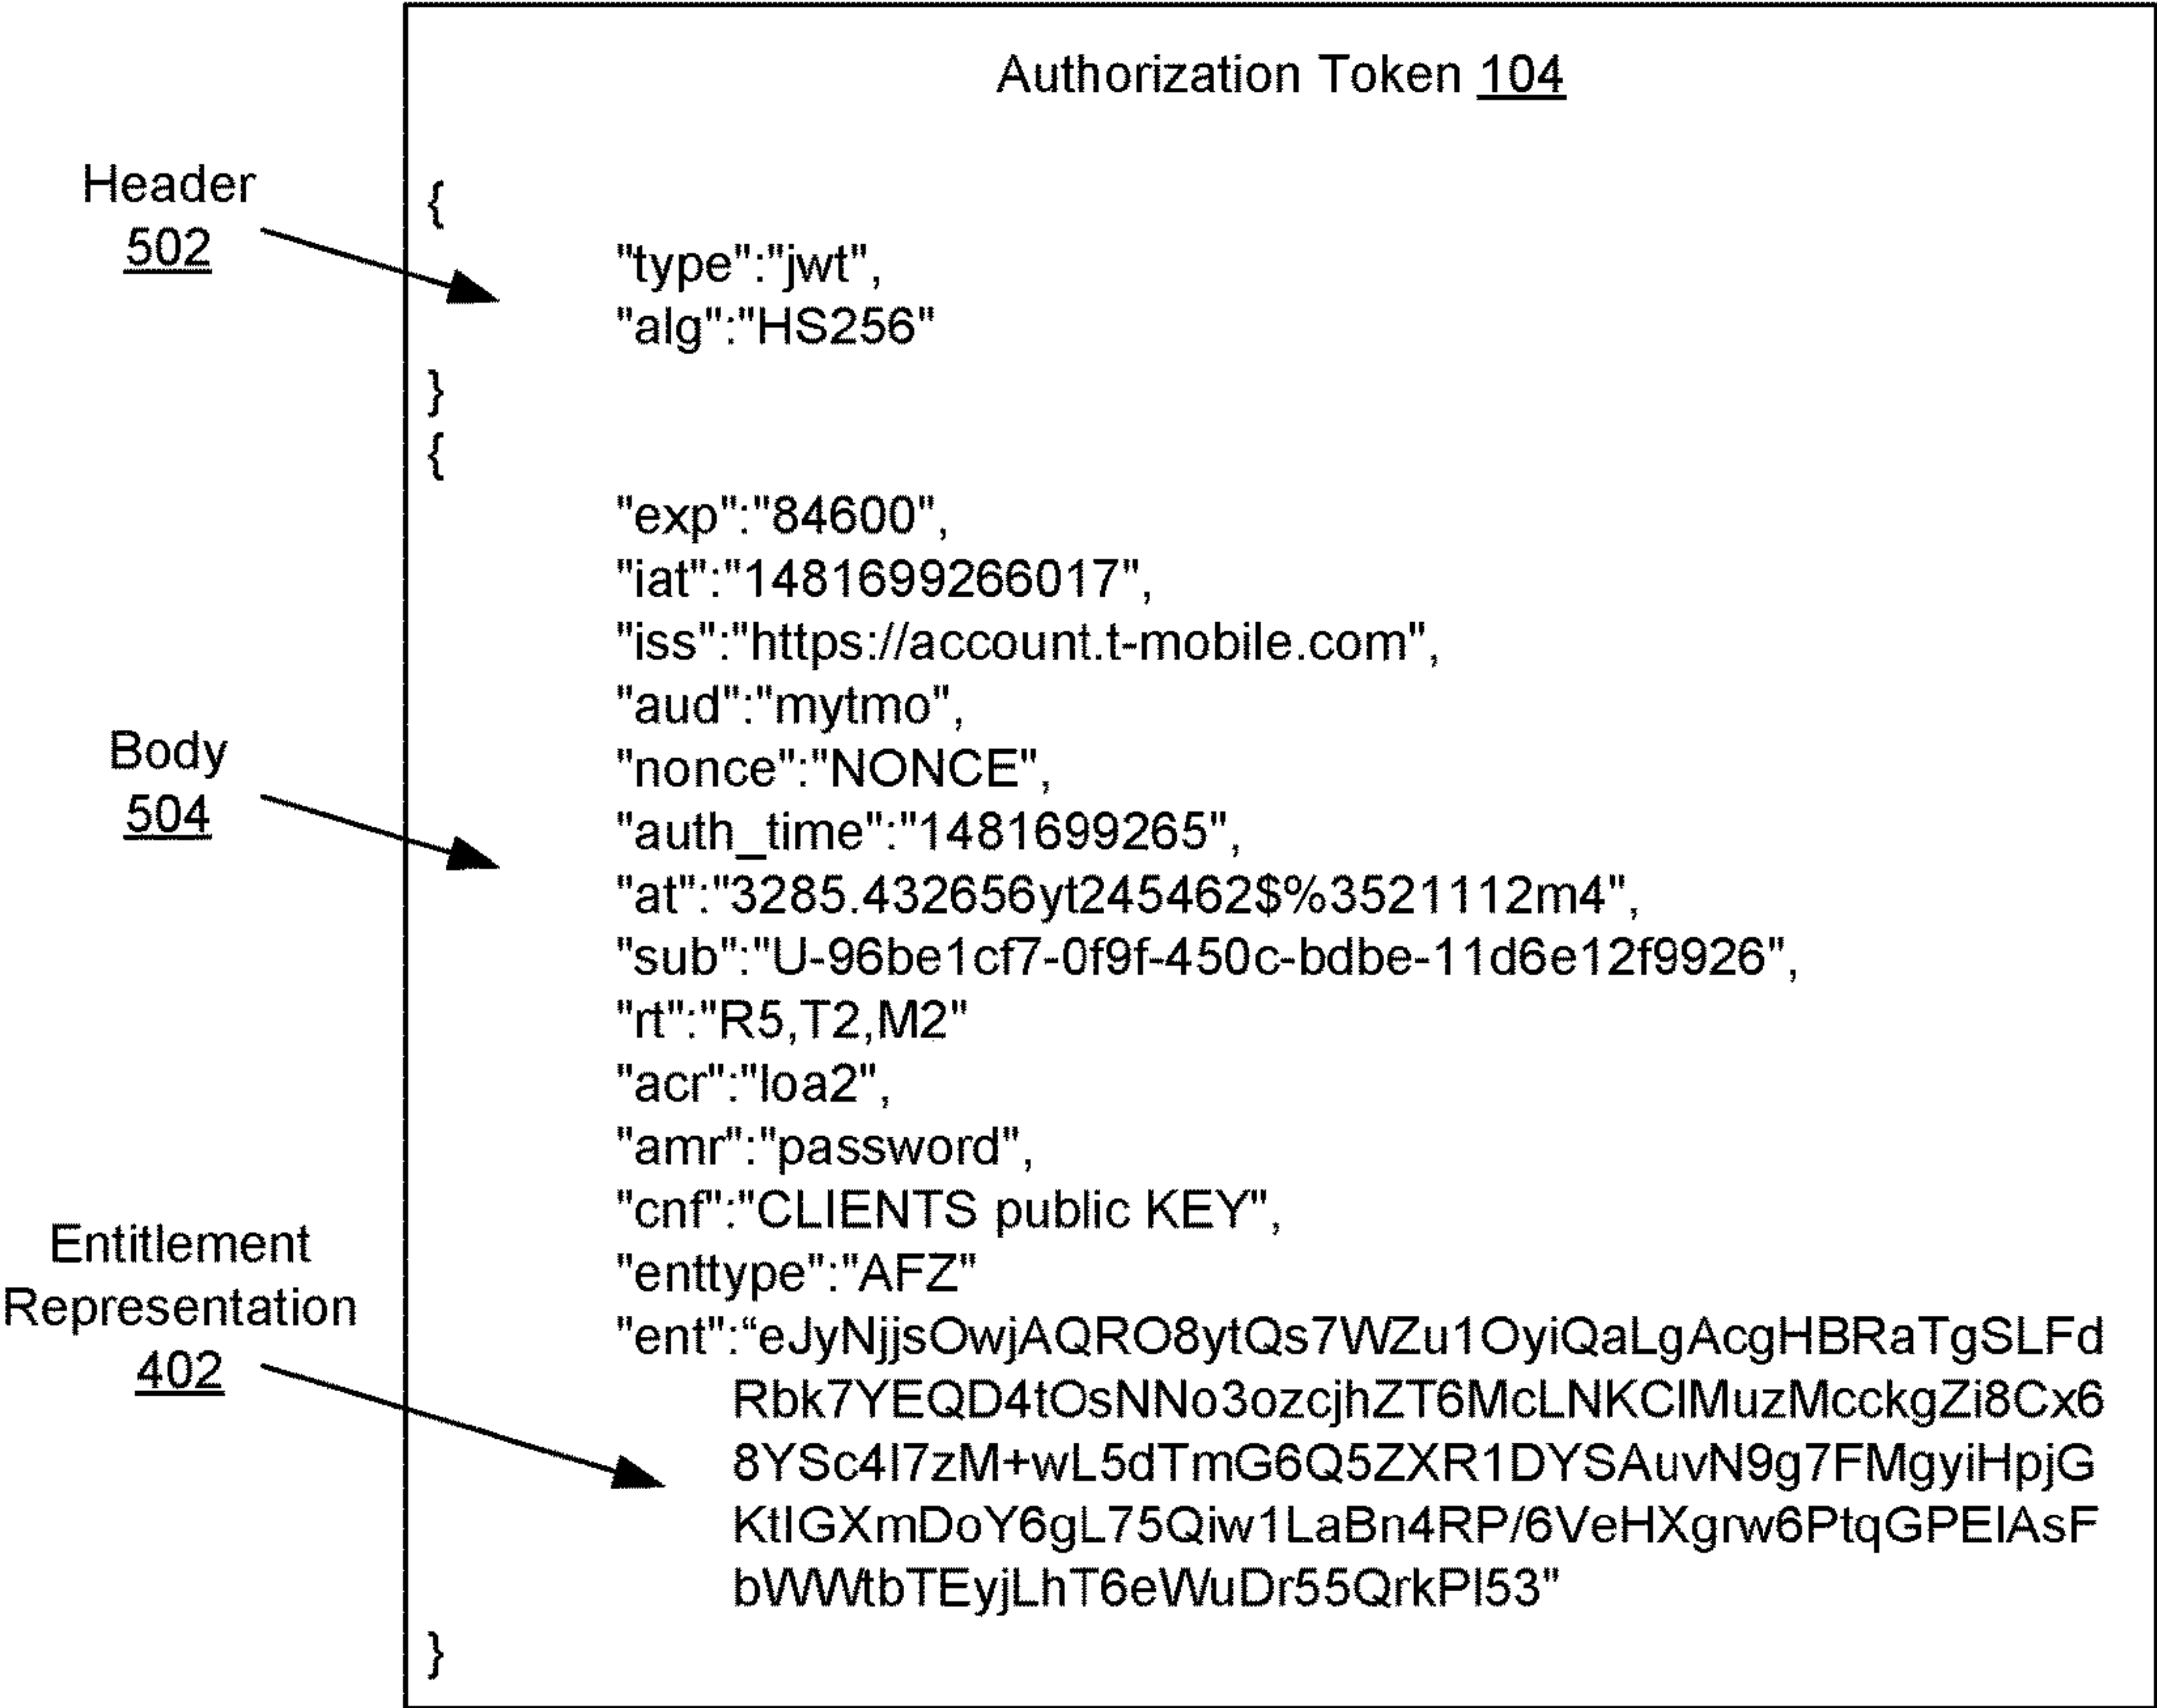 Authorization Token 104
Header
502
{
"type":"jwt",
"alg":"HS256"
}
{
"exp":"84600",
"iat":"1481699266017",
"iss":"https://account.t-mobile.com",
"aud":"mytmo",
Body
504
"nonce":"NONCE",
"auth_time":"1481699265",
"at":"3285.432656yt245462$%3521112m4",
"sub":"U-96be1cf7-0f9f-450c-bdbe-11d6e12f9926",
"rt":"R5,T2,M2"
"acr":"loa2",
"amr":"password",
"cnf":"CLIENTS public KEY",
"enttype":"AFZ"
Entitlement
Representation
402
"ent":“eJyNjjsOwjAQRO8ytQs7WZu1OyiQaLgAcgHBRaTgSLFd
Rbk7YEQD4tOsNNo3ozcjhZT6McLNKClMuzMcckgZi8Cx6
8YSc4I7zM+wL5dTmG6Q5ZXR1DYSAuvN9g7FMgyiHpjG
KtIGXmDoY6gL75Qiw1LaBn4RP/6VeHXgrw6PtqGPElAsF
bWWtbTEyjLhT6eWuDr55QrkPl53"
}